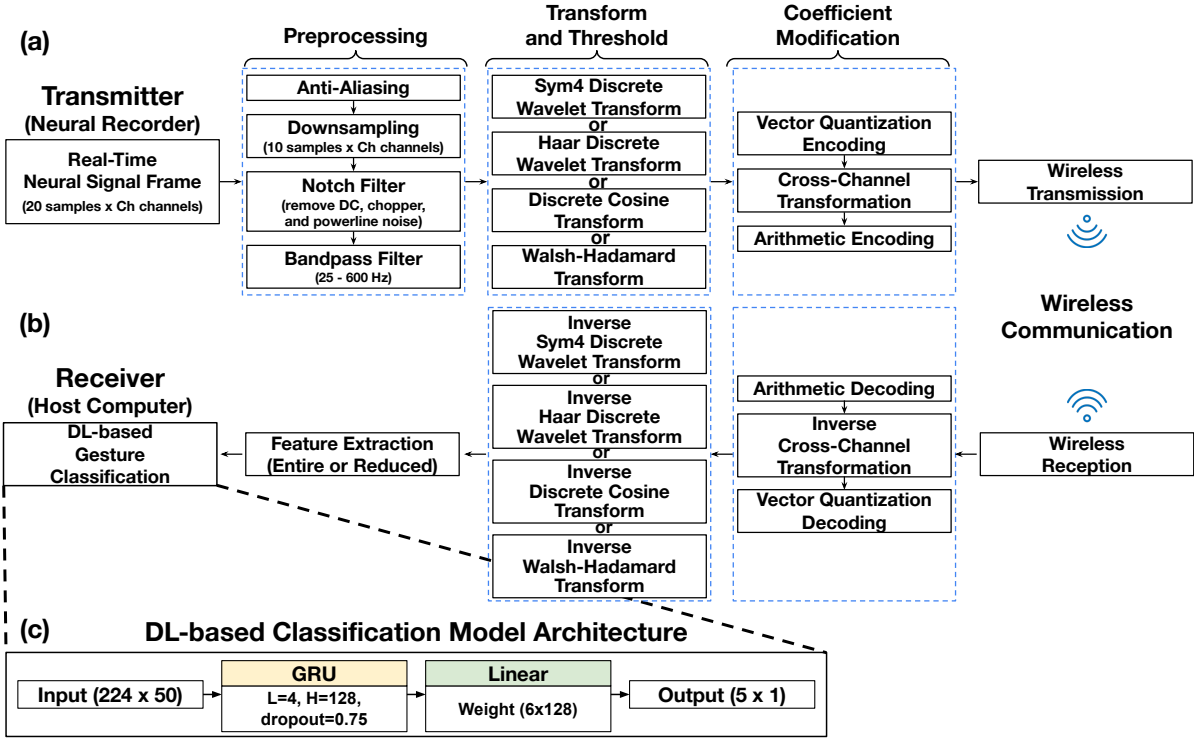 (a)
Preprocessing
Transform
and Threshold
Coefficient
Modification
Transmitter
(Neural Recorder)
Real-Time
Neural Signal Frame
(20 samples x Ch channels)
Anti-Aliasing
Downsampling
(10 samples x Ch channels)
Notch Filter
(remove DC, chopper,
and powerline noise)
Bandpass Filter
(25 - 600 Hz)
Sym4 Discrete
Wavelet Transform
or
Haar Discrete
Wavelet Transform
or
Discrete Cosine
Transform
or
Walsh-Hadamard
Transform
Vector Quantization
Encoding
Cross-Channel
Transformation
Arithmetic Encoding
Wireless
Transmission
Wireless
Communication
(b)
Receiver
(Host Computer)
DL-based
Gesture
Classification
Feature Extraction
(Entire or Reduced)
Inverse
Sym4 Discrete
Wavelet Transform
or
Inverse
Haar Discrete
Wavelet Transform
or
Inverse
Discrete Cosine
Transform
or
Inverse
Walsh-Hadamard
Transform
Arithmetic Decoding
Inverse
Cross-Channel
Transformation
Vector Quantization
Decoding
Wireless
Reception
(c)
DL-based Classification Model Architecture
Input (224 x 50)
GRU
L=4, H=128,
dropout=0.75
Linear
Weight (6x128)
Output (5 x 1)